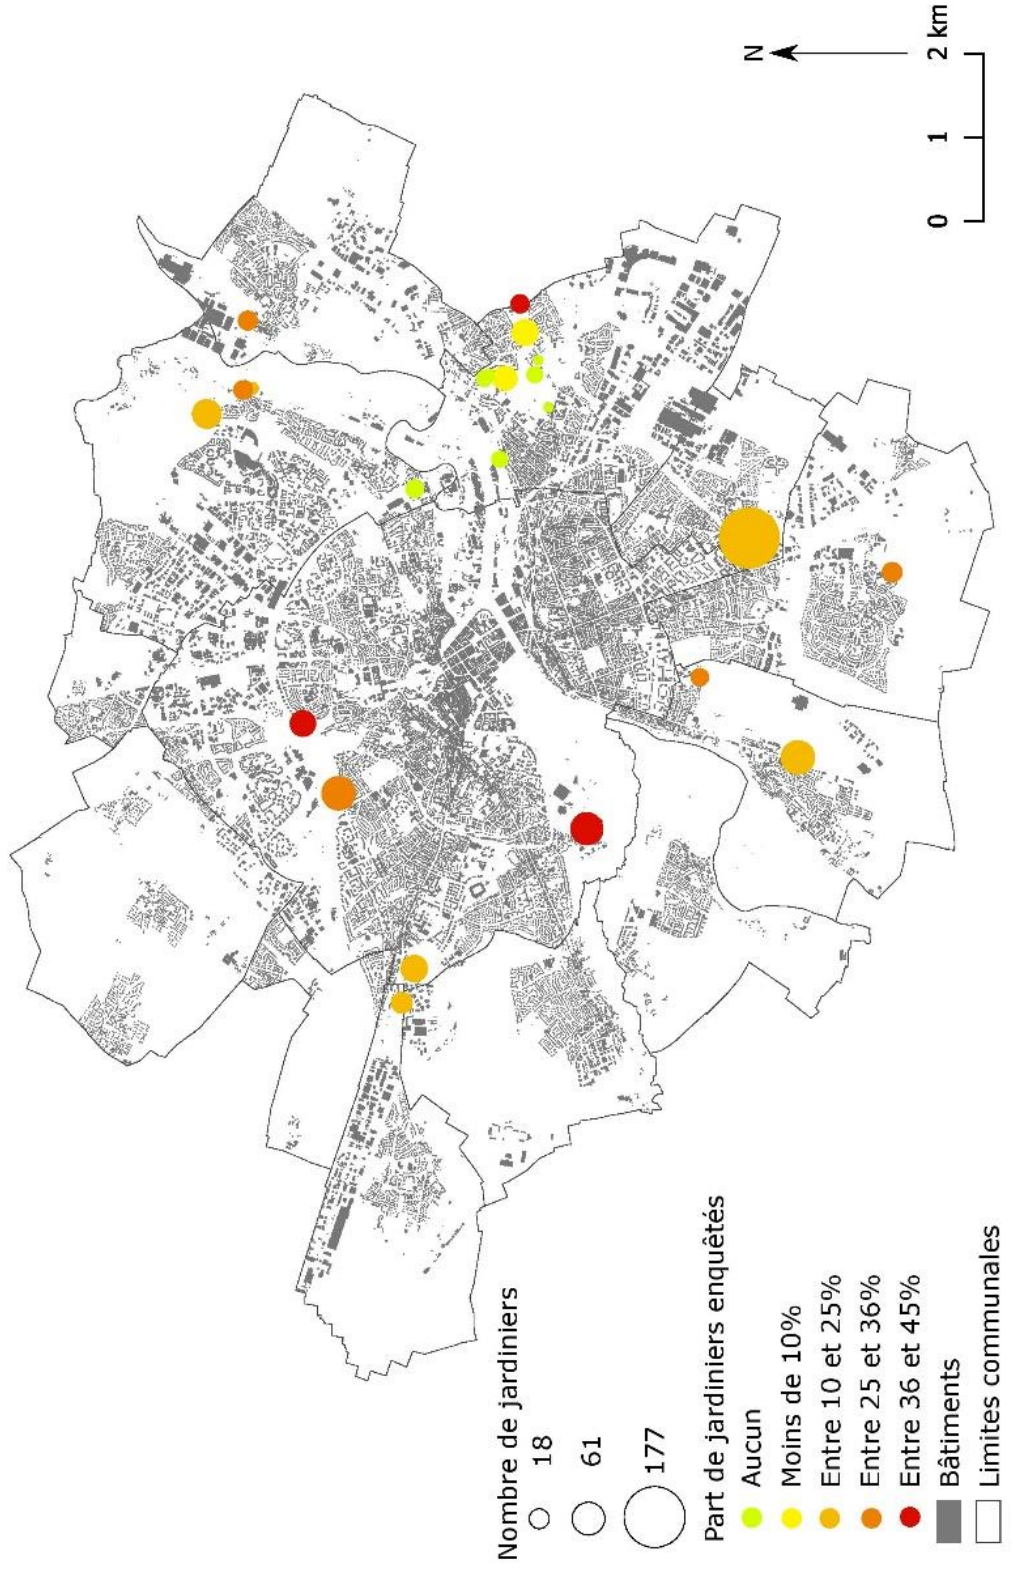 Nombre de jardiniers
18
61
177
Part de jardiniers enquêtés
Aucun
Moins de 10%
Entre 10 et 25%
Entre 25 et 36%
Entre 36 et 45%
Bâtiments
Limites communales
N
0 1 2 km